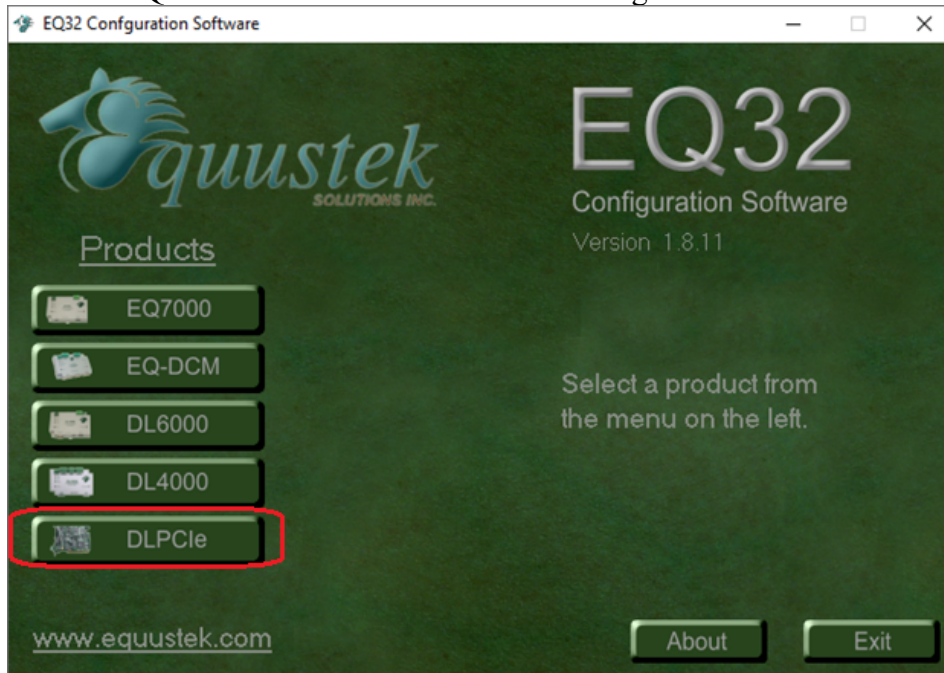 EQ32 Confguration Software
Equustek
SOLUTIONS INC.
EQ32
Configuration Software
Version 1.8.11
Products
EQ7000
EQ-DCM
DL6000
DL4000
DLPCIe
Select a product from
the menu on the left.
www.equustek.com
About
Exit